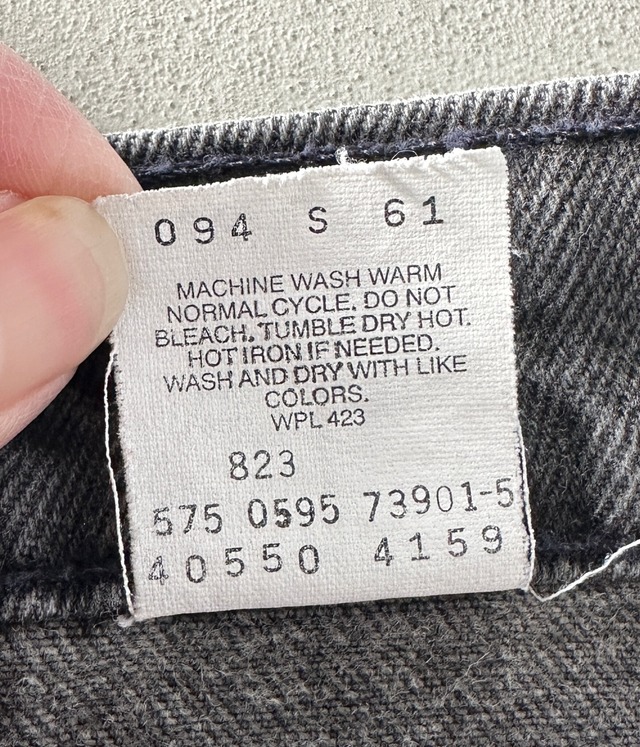 094 S 61
MACHINE WASH WARM
NORMAL CYCLE. DO NOT
BLEACH. TUMBLE DRY HOT.
HOT IRON IF NEEDED.
WASH AND DRY WITH LIKE
COLORS.
WPL 423
823
575 0595 73901-5
40550 4159